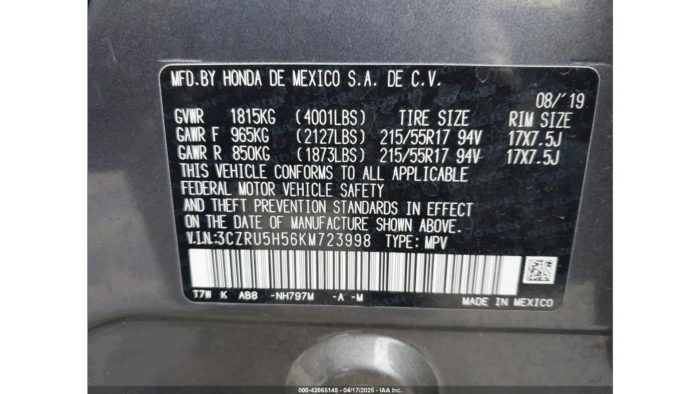 MFD.BY HONDA DE MEXICO S.A. DE C.V.
08/'19
GVWR 1815KG (4001LBS) TIRE SIZE RIM SIZE
GAWR F 965KG (2127LBS) 215/55R17 94V 17X7.5J
GAWR R 850KG (1873LBS) 215/55R17 94V 17X7.5J
THIS VEHICLE CONFORMS TO ALL APPLICABLE
FEDERAL MOTOR VEHICLE SAFETY
AND THEFT PREVENTION STANDARDS IN EFFECT
ON THE DATE OF MANUFACTURE SHOWN ABOVE.
V.I.N:3CZRU5H56KM723998 TYPE: MPV
T7W K AB8 -NH797M -A -M
MADE IN MEXICO
000-42065148 - 04/17/2025 - IAA Inc.